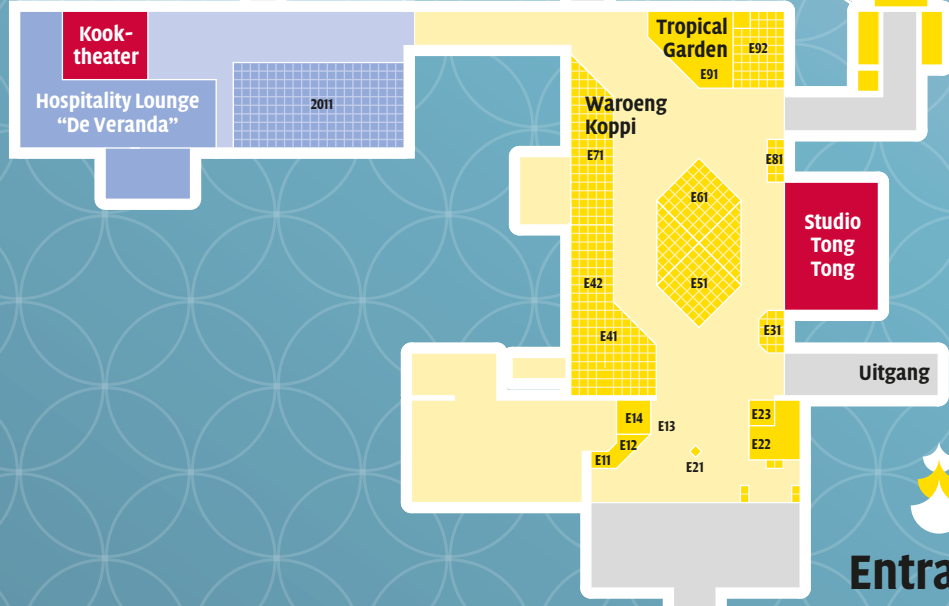 Kook-
theater
Hospitality Lounge
“De Veranda”
2011
Tropical
Garden
E92
E91
Waroeng
Koppi
E71
E81
E61
Studio
Tong
Tong
E42
E51
E41
E31
Uitgang
E14
E13
E23
E12
E22
E11
E21
Entra